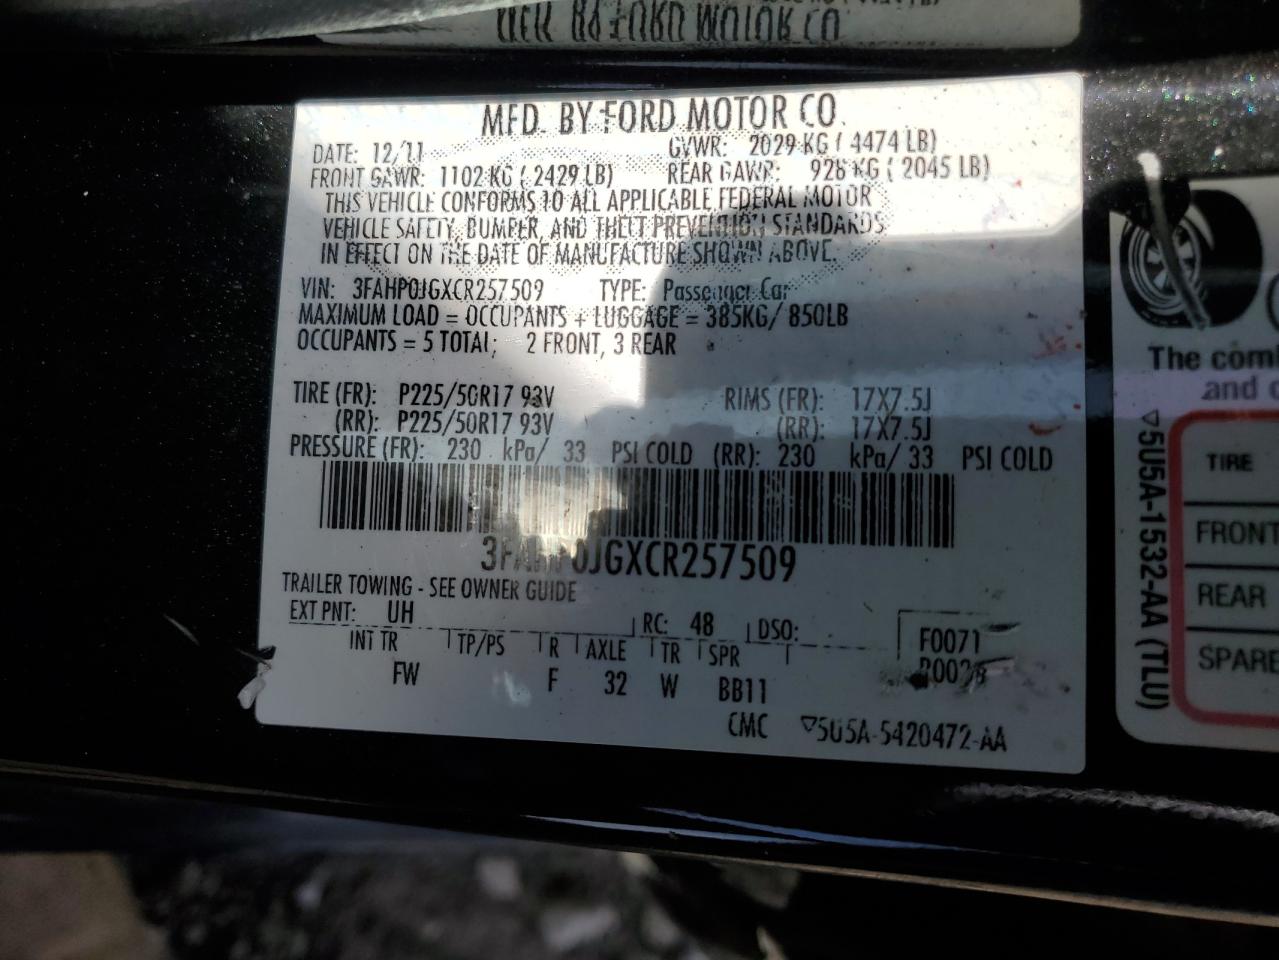 MFD. BY FORD MOTOR CO.
DATE: 12/11 GVWR: 2029 KG ( 4474 LB)
FRONT GAWR: 1102 KG ( 2429 LB) REAR GAWR: 928 KG ( 2045 LB)
THIS VEHICLE CONFORMS TO ALL APPLICABLE FEDERAL MOTOR
VEHICLE SAFETY, BUMPER, AND THEFT PREVENTION STANDARDS
IN EFFECT ON THE DATE OF MANUFACTURE SHOWN ABOVE.
VIN: 3FAHP0JGXCR257509 TYPE: Passenger Car
MAXIMUM LOAD = OCCUPANTS + LUGGAGE = 385KG/ 850LB
OCCUPANTS = 5 TOTAL; 2 FRONT, 3 REAR
TIRE (FR): P225/50R17 93V RIMS (FR): 17X7.5J
(RR): P225/50R17 93V (RR): 17X7.5J
PRESSURE (FR): 230 kPa/ 33 PSI COLD (RR): 230 kPa/ 33 PSI COLD
3FAHP0JGXCR257509
TRAILER TOWING - SEE OWNER GUIDE
EXT PNT: UH RC: 48 DSO:
INT TR TP/PS R AXLE TR SPR F0071
FW F 32 W BB11
CMC ▽5U5A-5420472-AA
The
and
▽5U5A-1532-AA (TLU)
TIRE
FRONT
REAR
SPARE